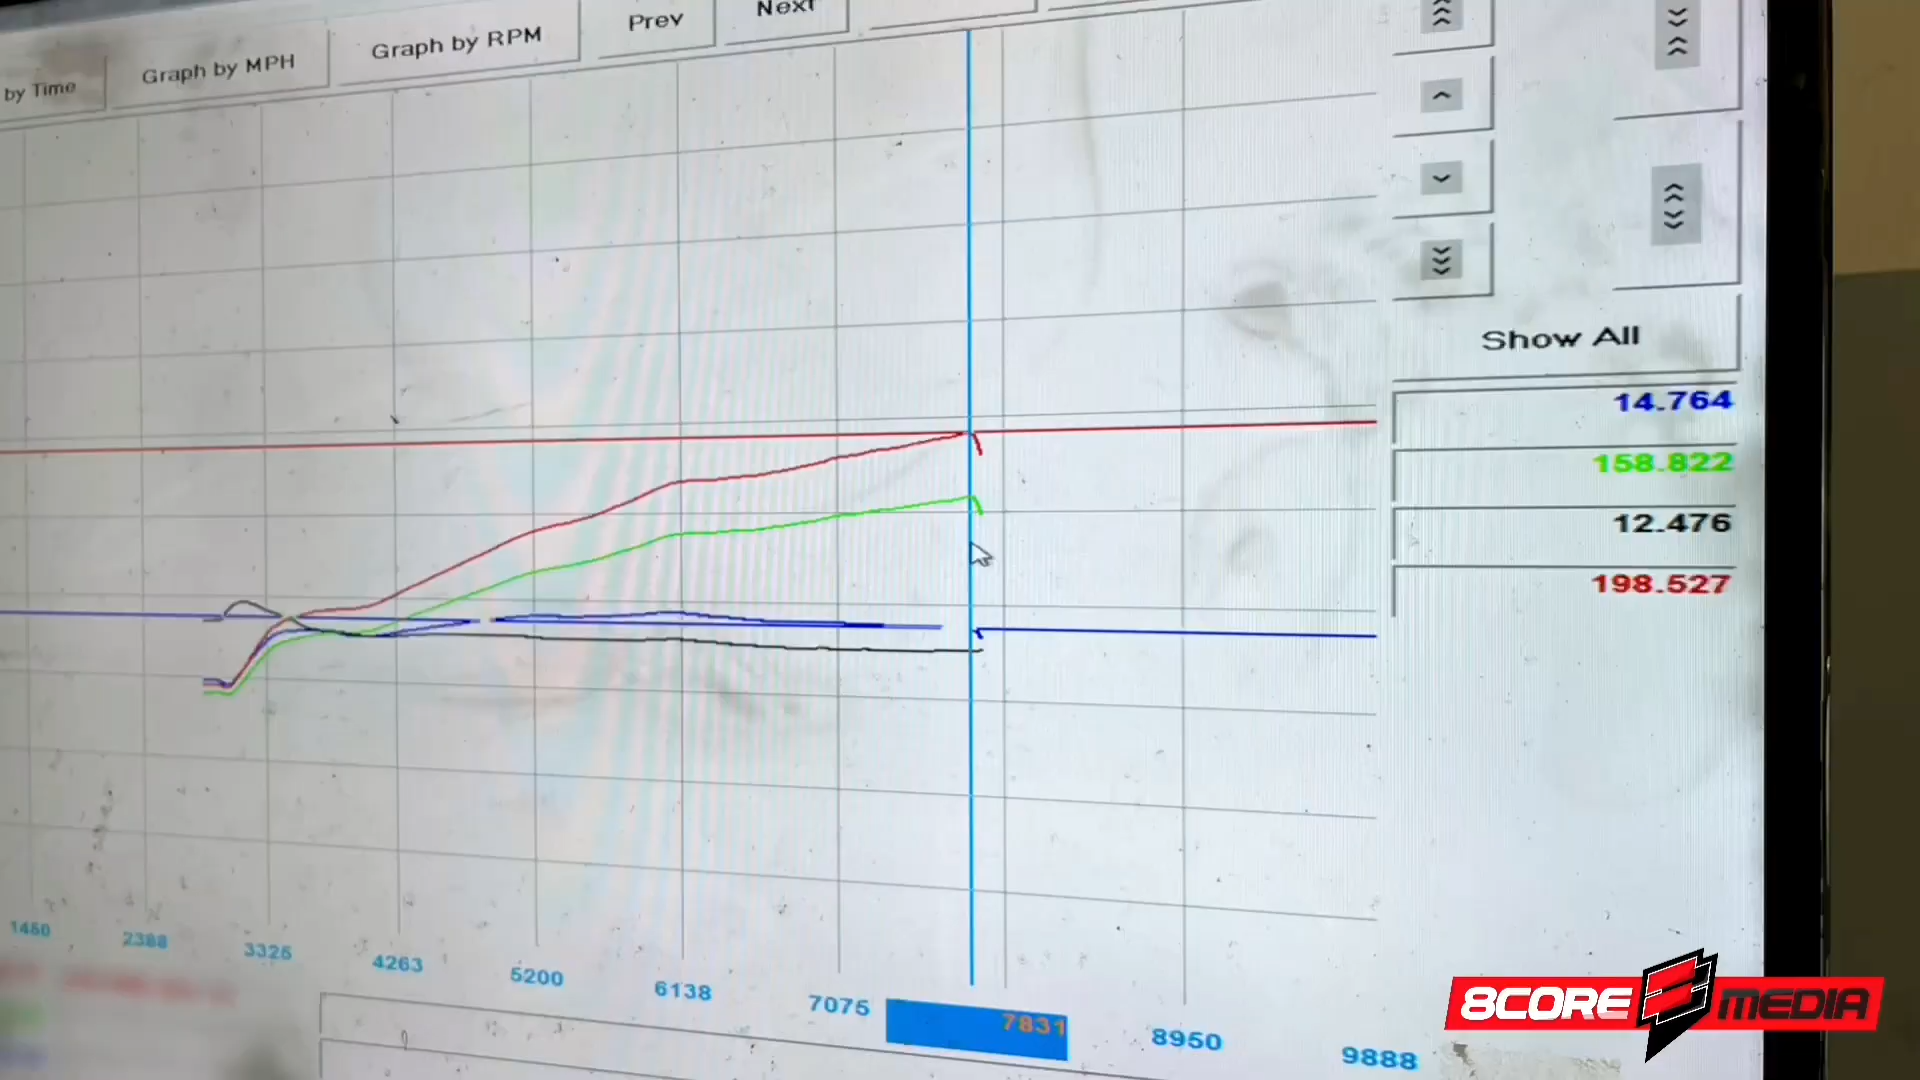 by Time
Graph by MPH
Graph by RPM
Prev
Next
Show All
14.764
158.822
12.476
198.527
1450
2388
3325
4263
5200
6138
7075
7831
8950
9888
8CORE MEDIA